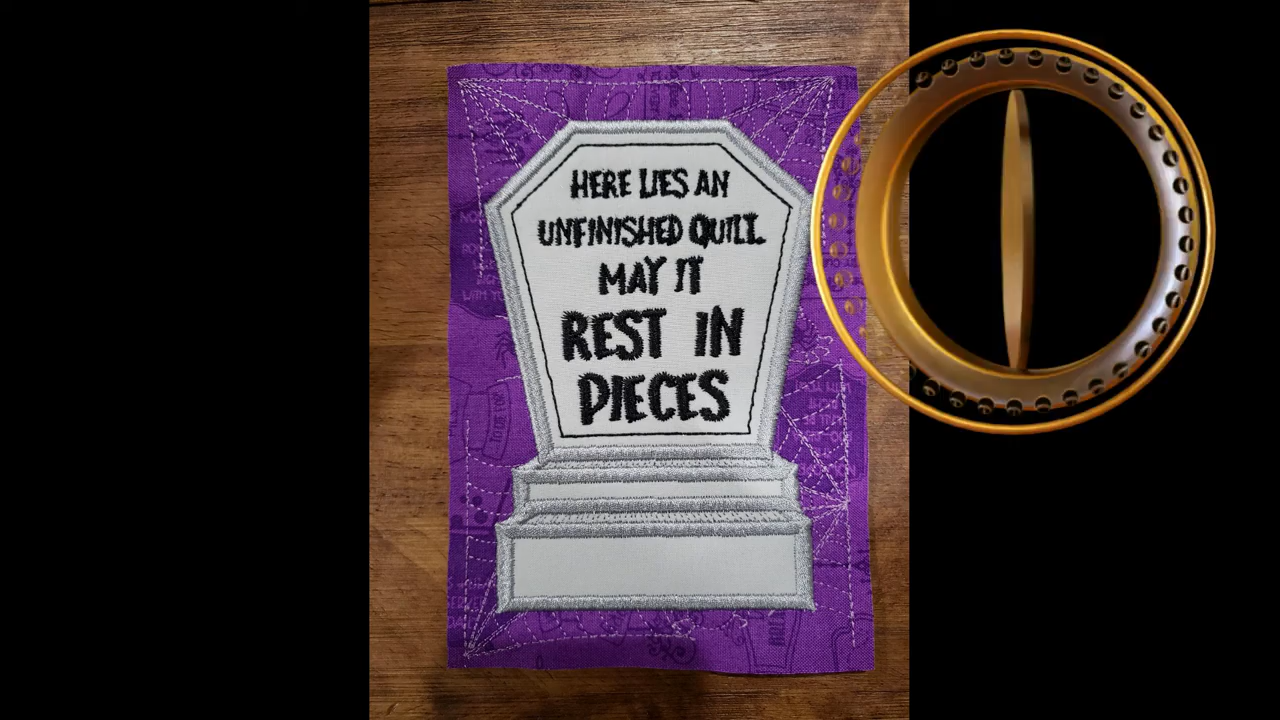 HERE LIES AN
UNFINISHED QUILT.
MAY IT
REST IN
PIECES